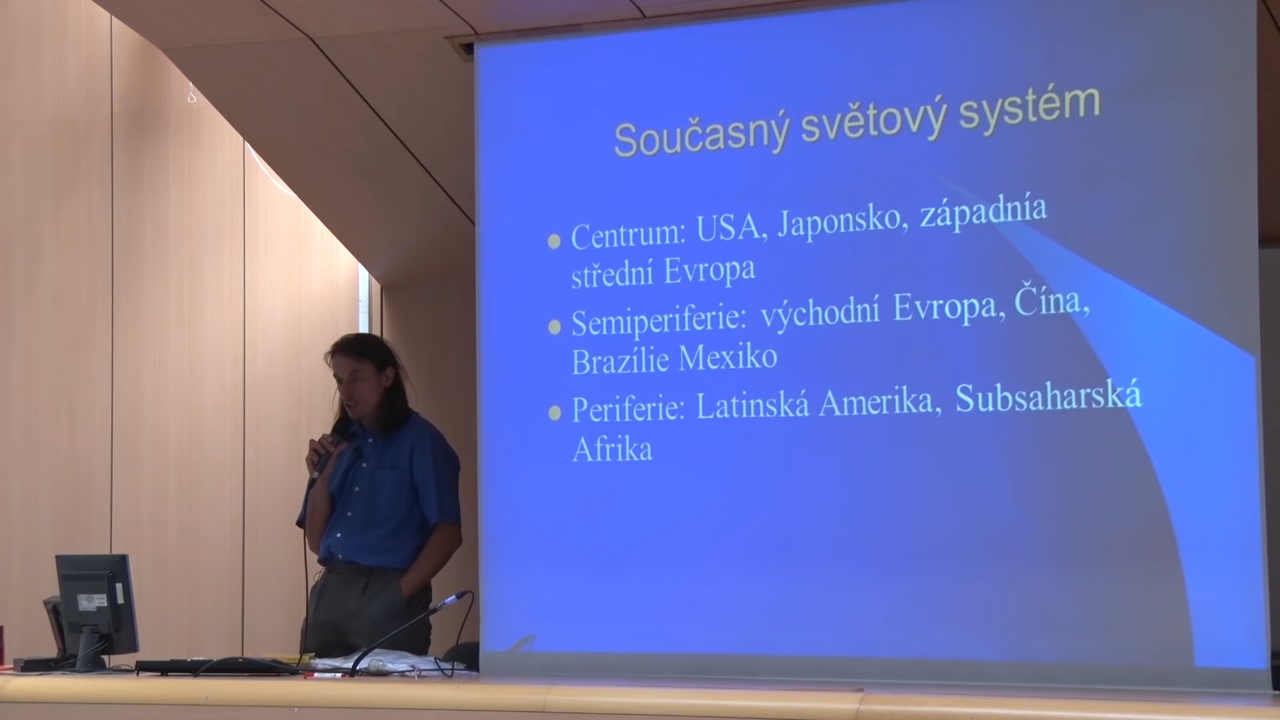 Současný světový systém
Centrum: USA, Japonsko, západnía
střední Evropa
Semiperiferie: východní Evropa, Čína,
Brazílie Mexiko
Periferie: Latinská Amerika, Subsaharská
Afrika